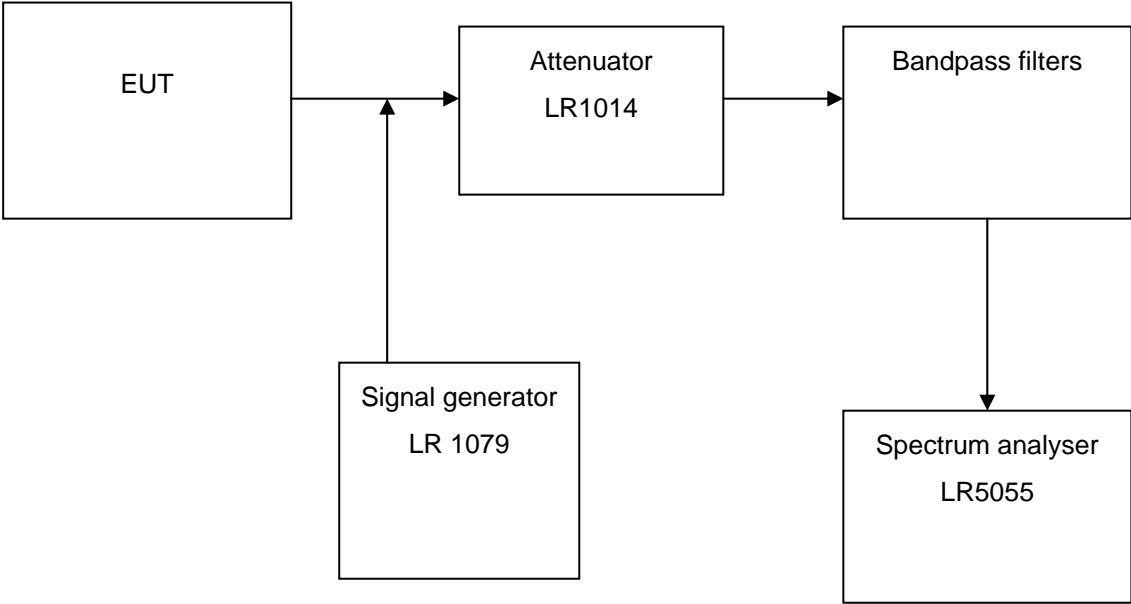 EUT
Attenuator
LR1014
Bandpass filters
Signal generator
LR 1079
Spectrum analyser
LR5055